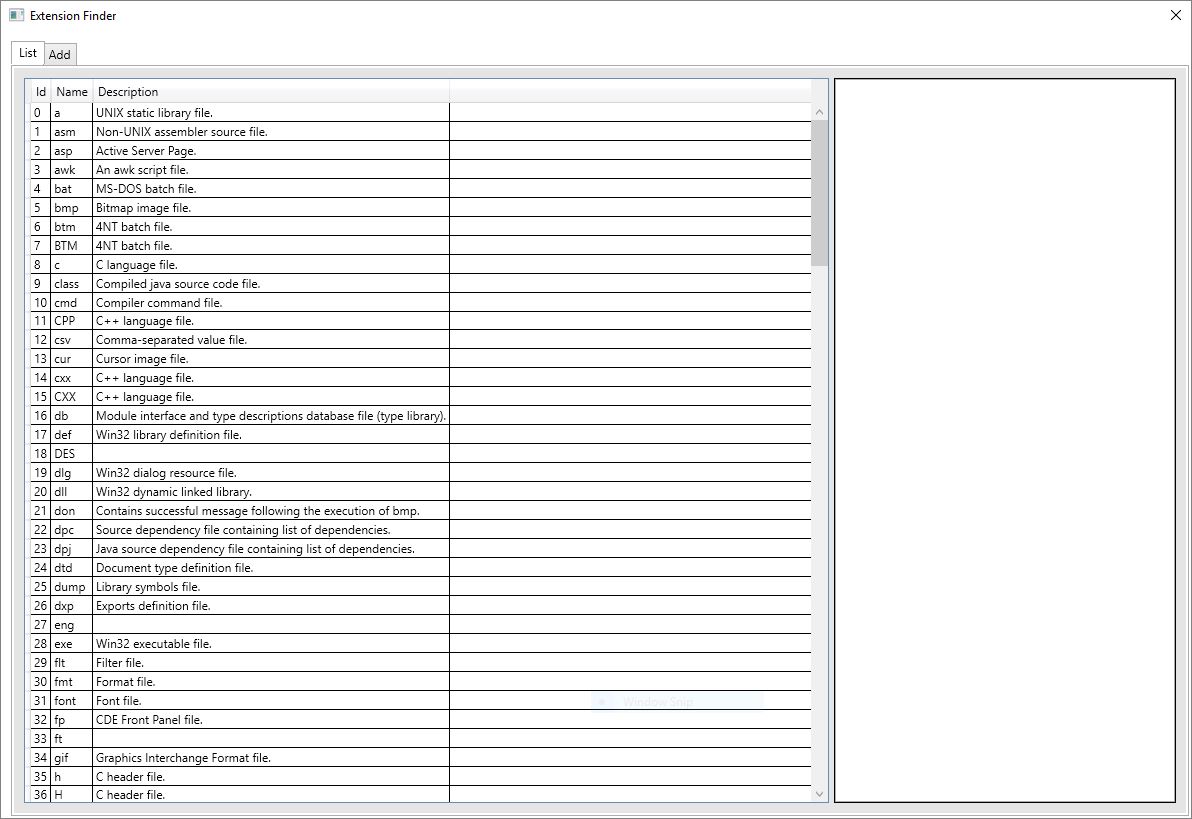 Extension Finder
List Add
Id Name Description
0 a UNIX static library file.
1 asm Non-UNIX assembler source file.
2 asp Active Server Page.
3 awk An awk script file.
4 bat MS-DOS batch file.
5 bmp Bitmap image file.
6 btm 4NT batch file.
7 BTM 4NT batch file.
8 c C language file.
9 class Compiled java source code file.
10 cmd Compiler command file.
11 CPP C++ language file.
12 csv Comma-separated value file.
13 cur Cursor image file.
14 cxx C++ language file.
15 CXX C++ language file.
16 db Module interface and type descriptions database file (type library).
17 def Win32 library definition file.
18 DES
19 dlg Win32 dialog resource file.
20 dll Win32 dynamic linked library.
21 don Contains successful message following the execution of bmp.
22 dpc Source dependency file containing list of dependencies.
23 dpj Java source dependency file containing list of dependencies.
24 dtd Document type definition file.
25 dump Library symbols file.
26 dxp Exports definition file.
27 eng
28 exe Win32 executable file.
29 flt Filter file.
30 fmt Format file.
31 font Font file. Window Snip
32 fp CDE Front Panel file.
33 ft
34 gif Graphics Interchange Format file.
35 h C header file.
36 H C header file.